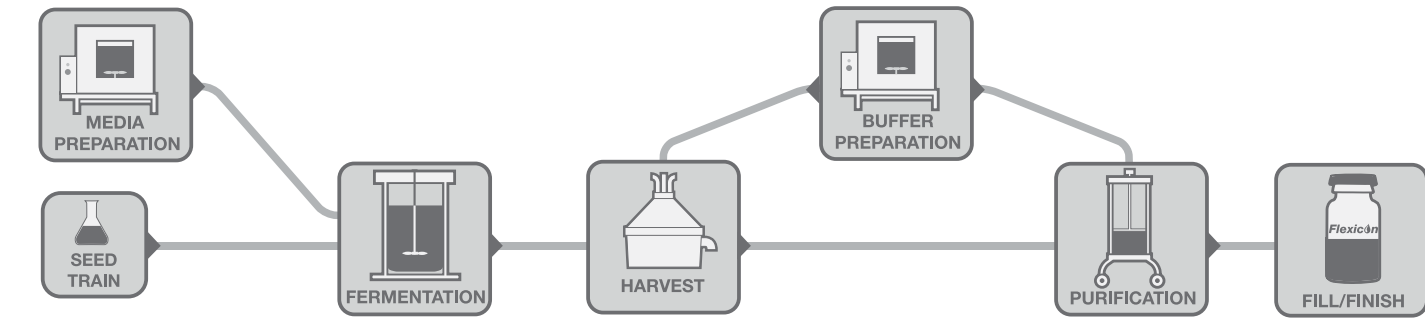 MEDIA
PREPARATION
SEED
TRAIN
FERMENTATION
HARVEST
BUFFER
PREPARATION
PURIFICATION
Flexicon
FILL/FINISH